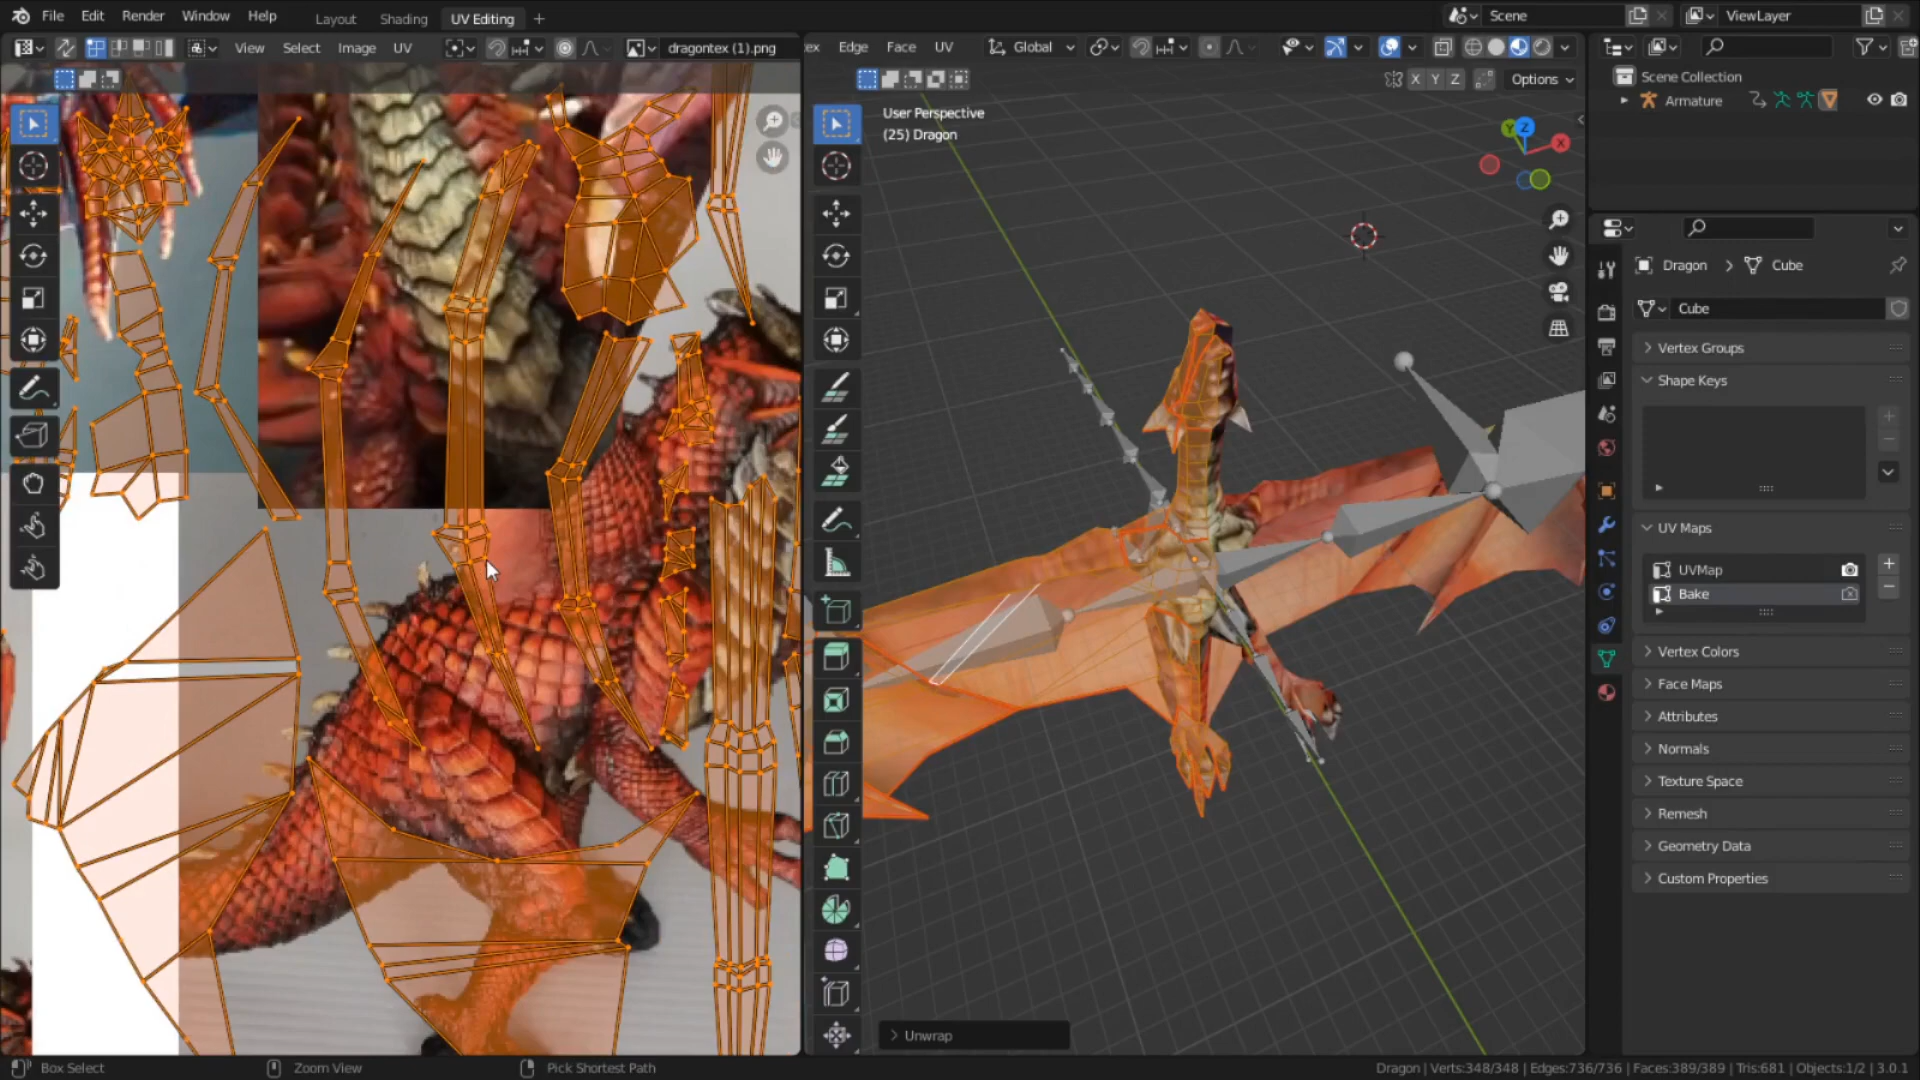 File Edit Render Window Help Layout Shading UV Editing + Scene ViewLayer
View Select Image UV dragontex (1).png ex Edge Face UV Global
X Y Z Options
User Perspective
(25) Dragon
Z
Y
X
Scene Collection
Armature
Dragon > Cube
Cube
Vertex Groups
Shape Keys
UV Maps
UVMap
Bake
Vertex Colors
Face Maps
Attributes
Normals
Texture Space
Remesh
Geometry Data
Custom Properties
Unwrap
Box Select Zoom View Pick Shortest Path Dragon | Verts:348/348 | Edges:736/736 | Faces:389/389 | Tris:681 | Objects:1/2 | 3.0.1